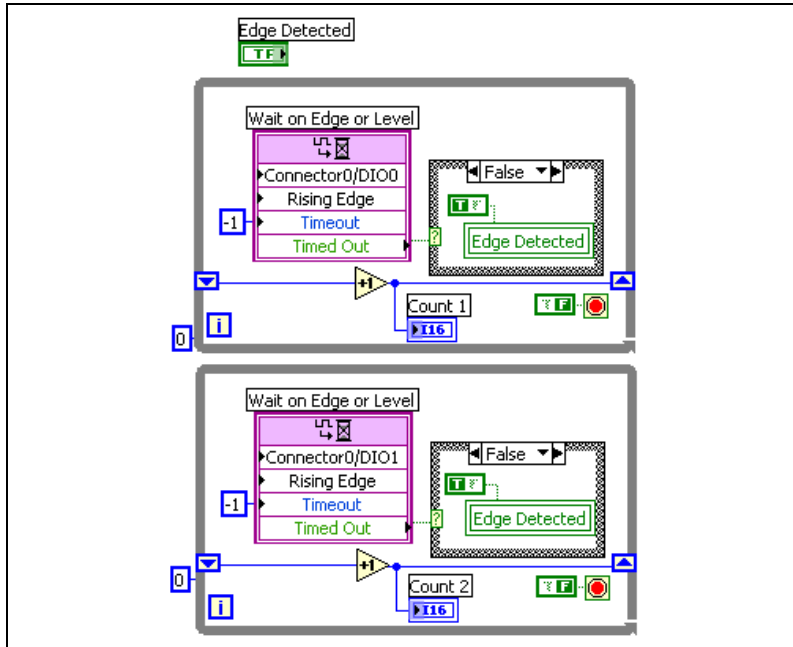 Edge Detected
TF
Wait on Edge or Level
Connector0/DIO0
Rising Edge
-1
Timeout
Timed Out
False
T
?
Edge Detected
+1
Count 1
I16
F
i
0
Wait on Edge or Level
Connector0/DIO1
Rising Edge
-1
Timeout
Timed Out
False
T
?
Edge Detected
+1
Count 2
I16
F
0
i